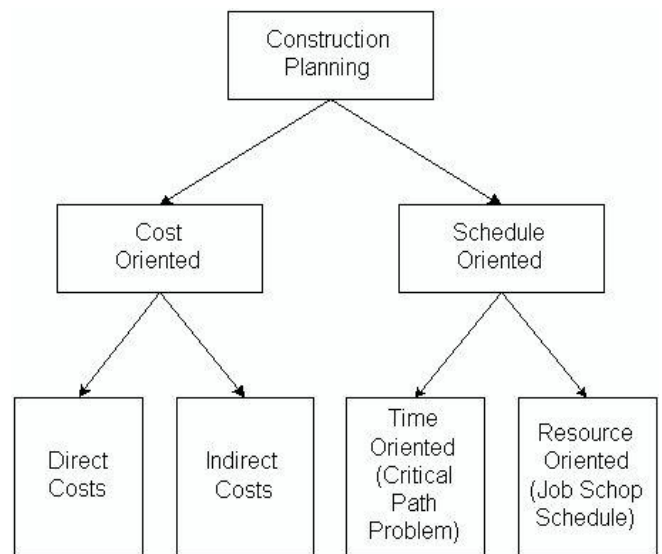 Construction
Planning
Cost
Oriented
Schedule
Oriented
Direct
Costs
Indirect
Costs
Time
Oriented
(Critical
Path
Problem)
Resource
Oriented
(Job Schop
Schedule)